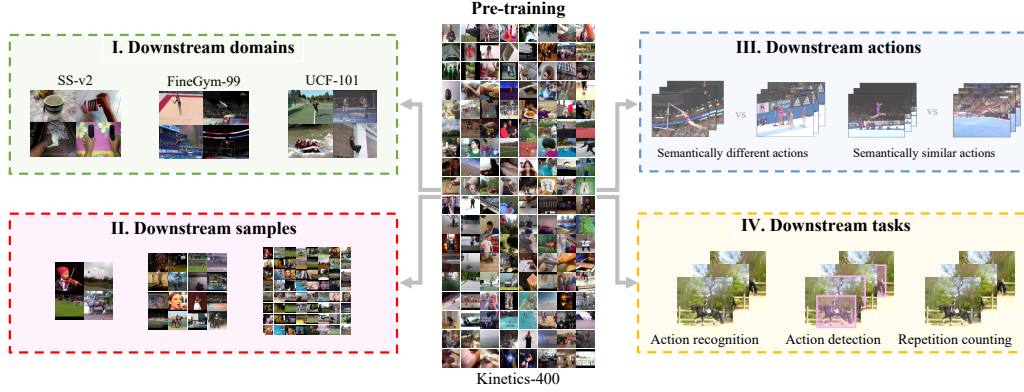 Pre-training
I. Downstream domains
SS-v2
FineGym-99
UCF-101
II. Downstream samples
III. Downstream actions
vs
vs
Semantically different actions
Semantically similar actions
IV. Downstream tasks
Action recognition
Action detection
Repetition counting
Kinetics-400